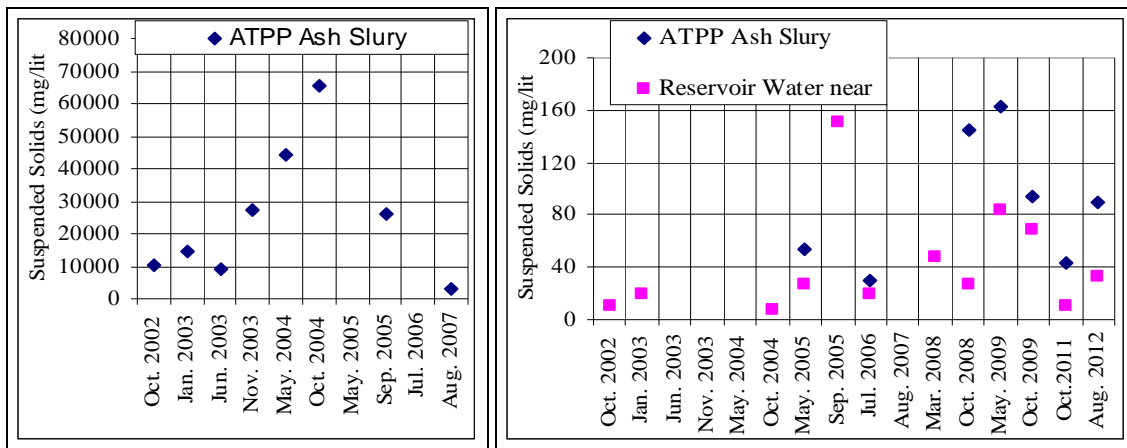 ATPP Ash Slury
Suspended Solids (mg/lit
80000
70000
60000
50000
40000
30000
20000
10000
0
Oct. 2002
Jan. 2003
Jun. 2003
Nov. 2003
May. 2004
Oct. 2004
May. 2005
Sep. 2005
Jul. 2006
Aug. 2007
ATPP Ash Slury
Reservoir Water near
Suspended Solids (mg/lit
200
160
120
80
40
0
Oct. 2002
Jan. 2003
Jun. 2003
Nov. 2003
May. 2004
Oct. 2004
May. 2005
Sep. 2005
Jul. 2006
Aug. 2007
Mar. 2008
Oct. 2008
May. 2009
Oct. 2009
Oct.2011
Aug. 2012